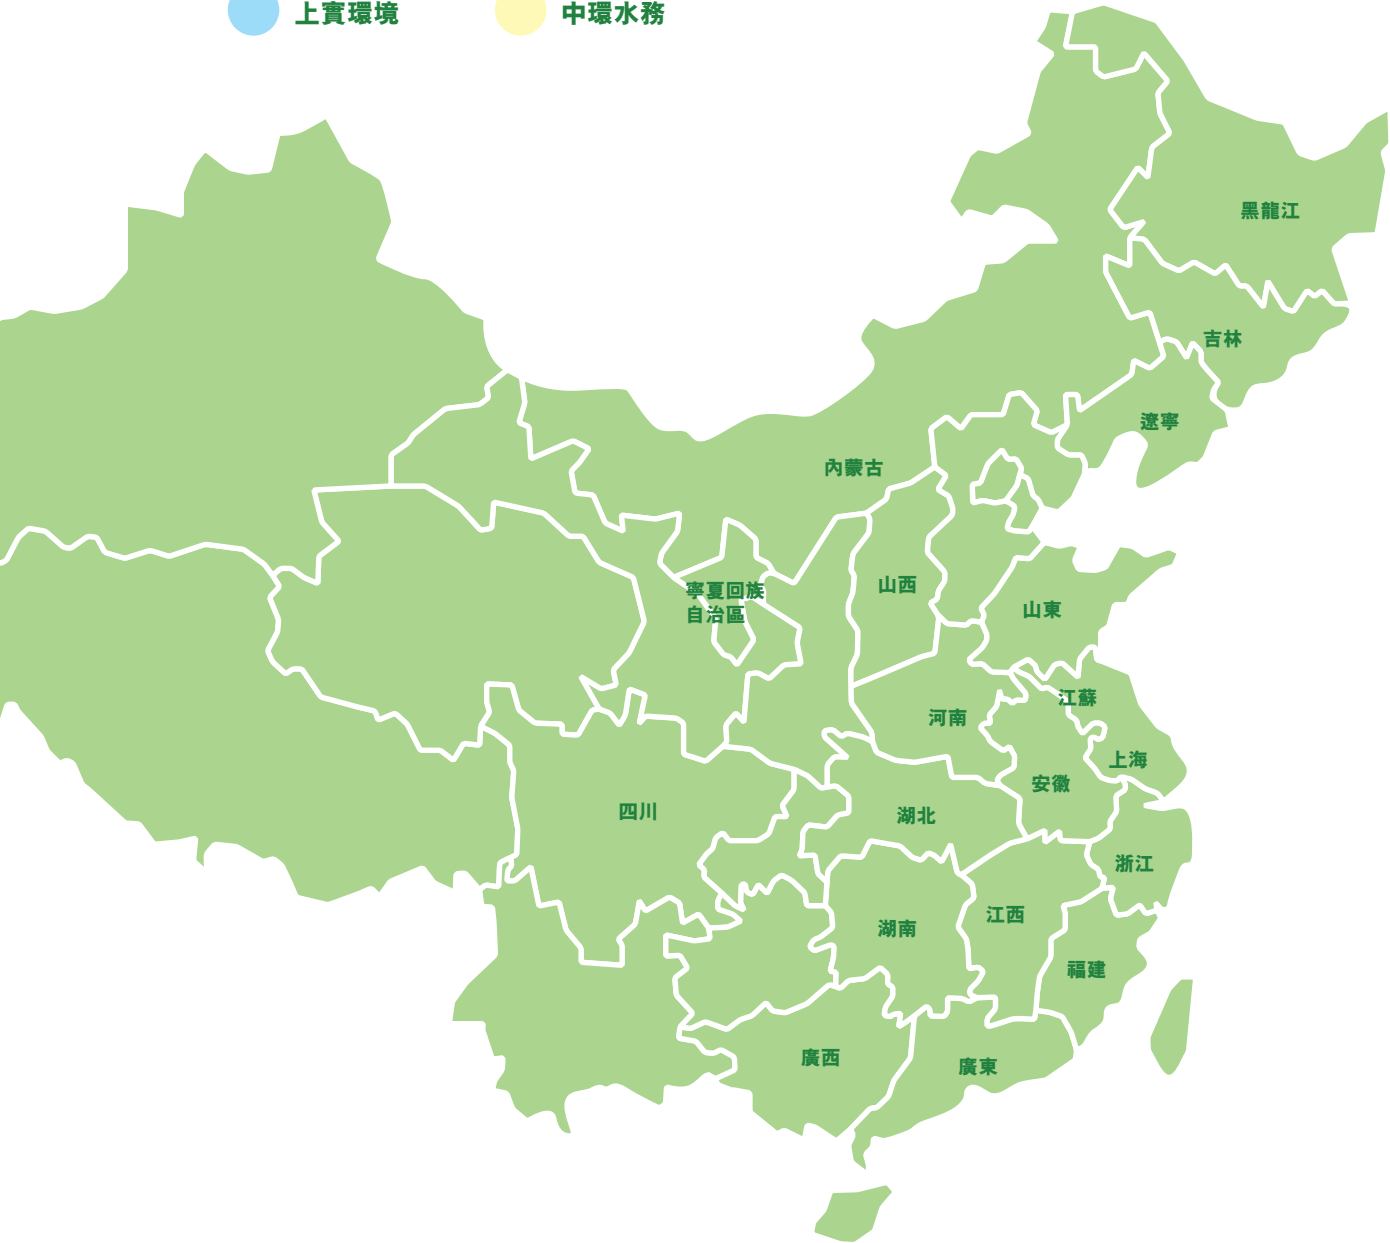 上實環境
中環水務
黑龍江
吉林
遼寧
內蒙古
山西
寧夏回族
自治區
山東
江蘇
河南
上海
安徽
四川
湖北
浙江
江西
湖南
福建
廣西
廣東